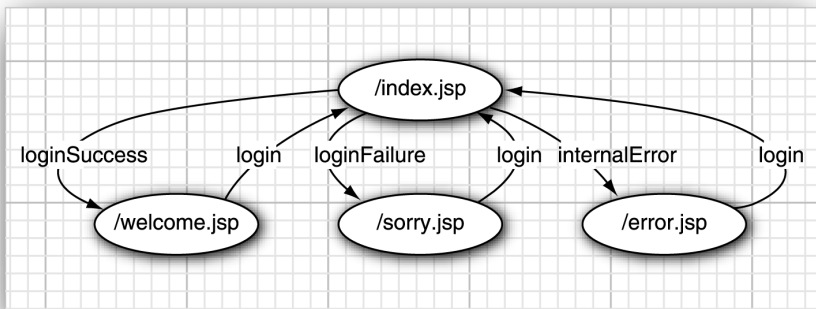 /index.jsp
loginSuccess
login
loginFailure
login
internalError
login
/welcome.jsp
/sorry.jsp
/error.jsp